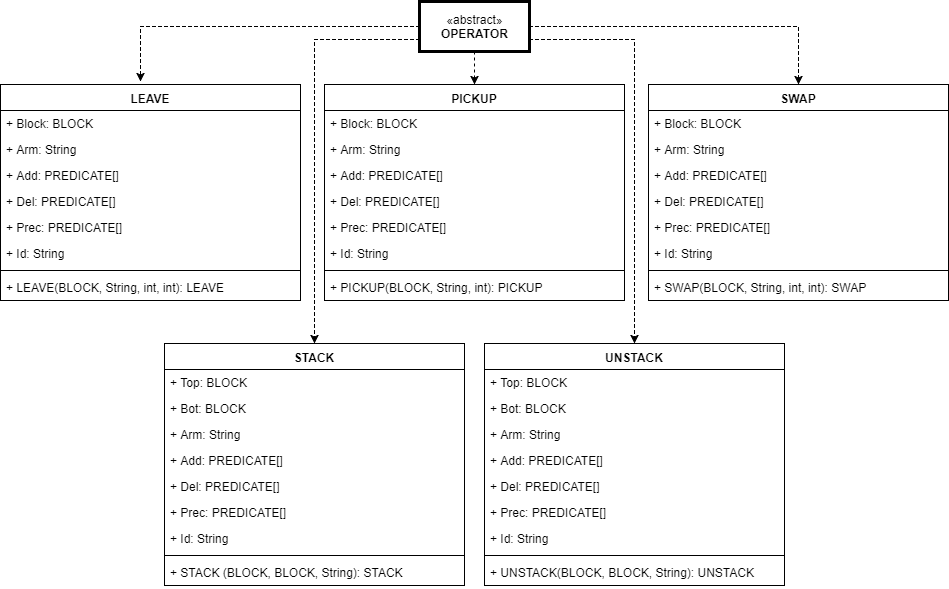 «abstract»
OPERATOR
LEAVE
+ Block: BLOCK
+ Arm: String
+ Add: PREDICATE[]
+ Del: PREDICATE[]
+ Prec: PREDICATE[]
+ Id: String
+ LEAVE(BLOCK, String, int, int): LEAVE
PICKUP
+ Block: BLOCK
+ Arm: String
+ Add: PREDICATE[]
+ Del: PREDICATE[]
+ Prec: PREDICATE[]
+ Id: String
+ PICKUP(BLOCK, String, int): PICKUP
SWAP
+ Block: BLOCK
+ Arm: String
+ Add: PREDICATE[]
+ Del: PREDICATE[]
+ Prec: PREDICATE[]
+ Id: String
+ SWAP(BLOCK, String, int, int): SWAP
STACK
+ Top: BLOCK
+ Bot: BLOCK
+ Arm: String
+ Add: PREDICATE[]
+ Del: PREDICATE[]
+ Prec: PREDICATE[]
+ Id: String
+ STACK (BLOCK, BLOCK, String): STACK
UNSTACK
+ Top: BLOCK
+ Bot: BLOCK
+ Arm: String
+ Add: PREDICATE[]
+ Del: PREDICATE[]
+ Prec: PREDICATE[]
+ Id: String
+ UNSTACK(BLOCK, BLOCK, String): UNSTACK